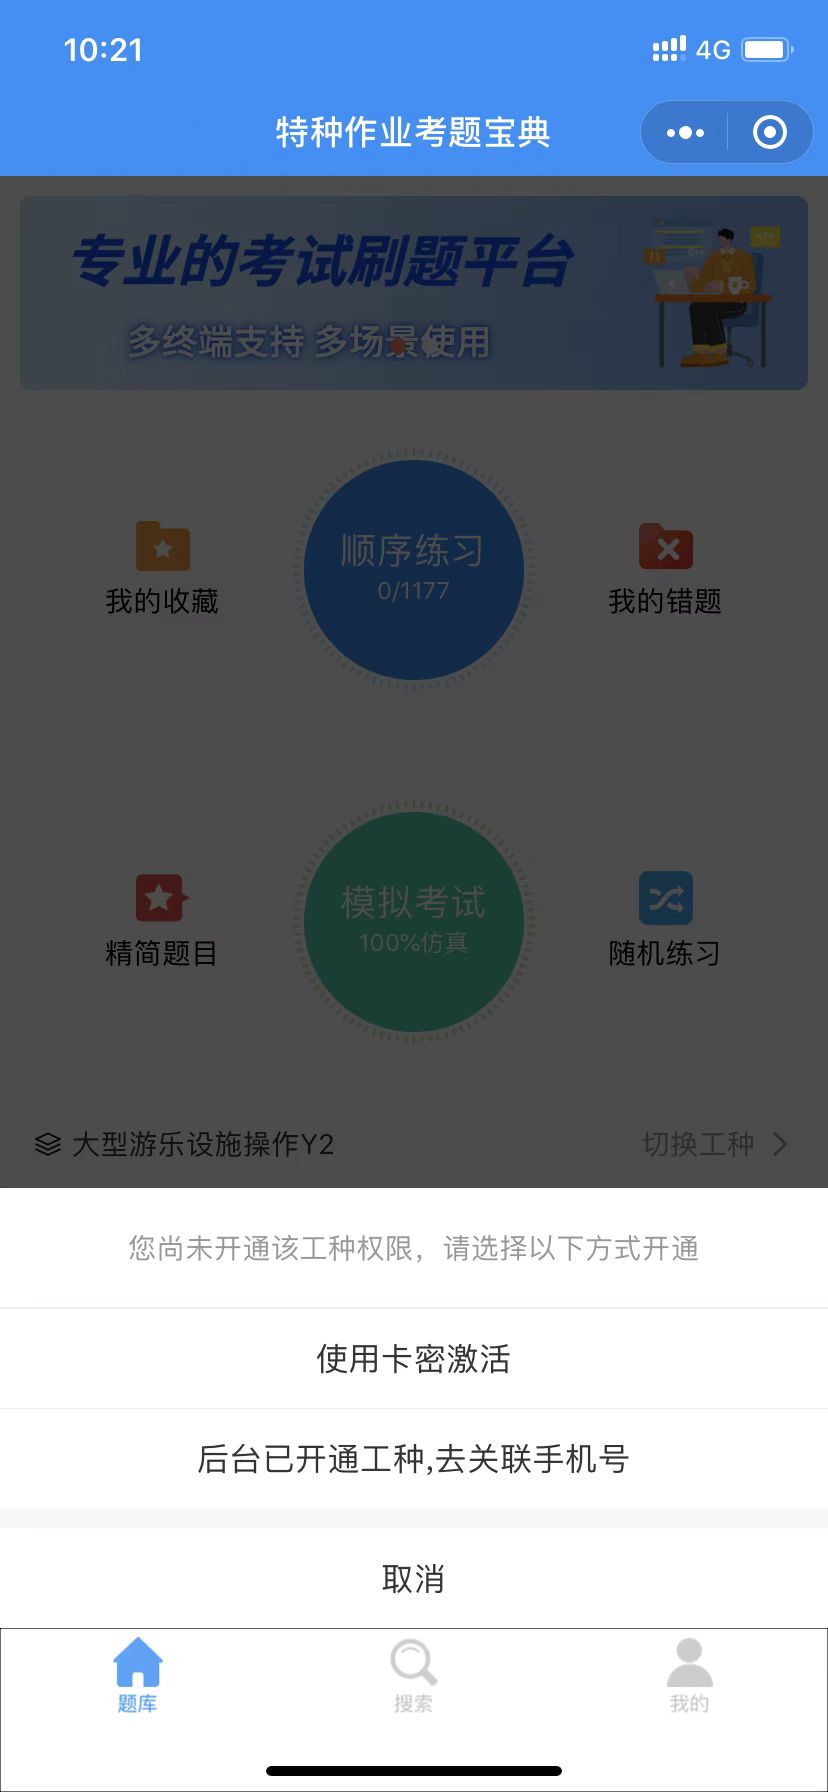 10:21
4G
特种作业考题宝典
专业的考试刷题平台
多终端支持 多场景使用
顺序练习
0/1177
我的收藏
我的错题
模拟考试
100%仿真
精简题目
随机练习
大型游乐设施操作Y2
切换工种
您尚未开通该工种权限，请选择以下方式开通
使用卡密激活
后台已开通工种,去关联手机号
取消
题库
搜索
我的